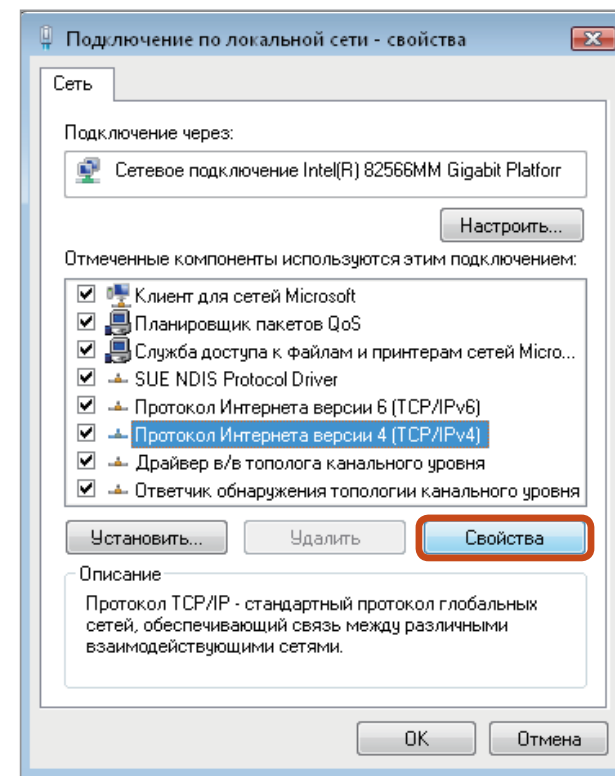 Подключение по локальной сети - свойства
Сеть
Подключение через:
Сетевое подключение Intel(R) 82566MM Gigabit Platforr
Настроить...
Отмеченные компоненты используются этим подключением:
Клиент для сетей Microsoft
Планировщик пакетов QoS
Служба доступа к файлам и принтерам сетей Micro...
SUE NDIS Protocol Driver
Протокол Интернета версии 6 (TCP/IPv6)
Протокол Интернета версии 4 (TCP/IPv4)
Драйвер в/в тополога канального уровня
Ответчик обнаружения топологии канального уровня
Установить... Удалить Свойства
Описание
Протокол TCP/IP - стандартный протокол глобальных
сетей, обеспечивающий связь между различными
взаимодействующими сетями.
OK Отмена